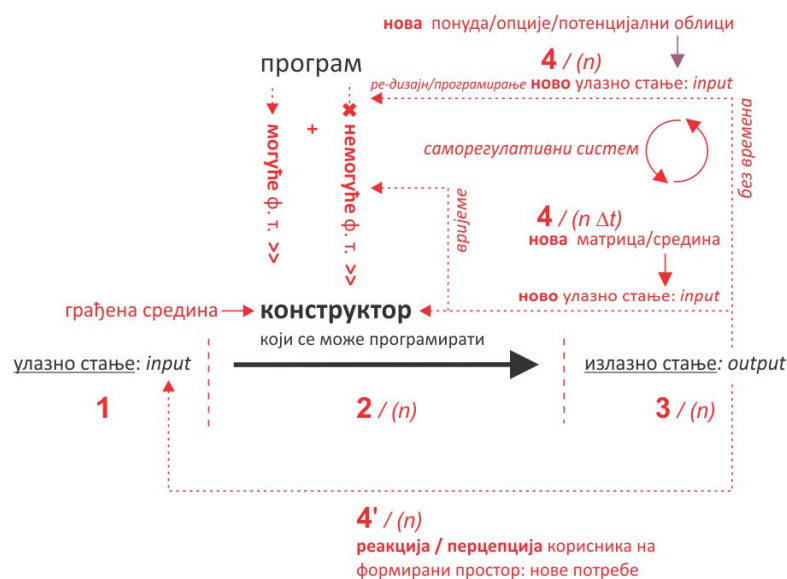 нова понуда/опције/потенцијални облици
4 / (n)
програм
ре-дизајн/програмирање ново улазно стање: input
+
могуће ф. т. >>
немогуће ф. т. >>
саморегулативни систем
без времена
вријеме
4 / (n Δt)
нова матрица/средина
ново улазно стање: input
грађена средина
конструктор
који се може програмирати
улазно стање: input
излазно стање: output
1
2 / (n)
3 / (n)
4' / (n)
реакција / перцепција корисника на
формирани простор: нове потребе